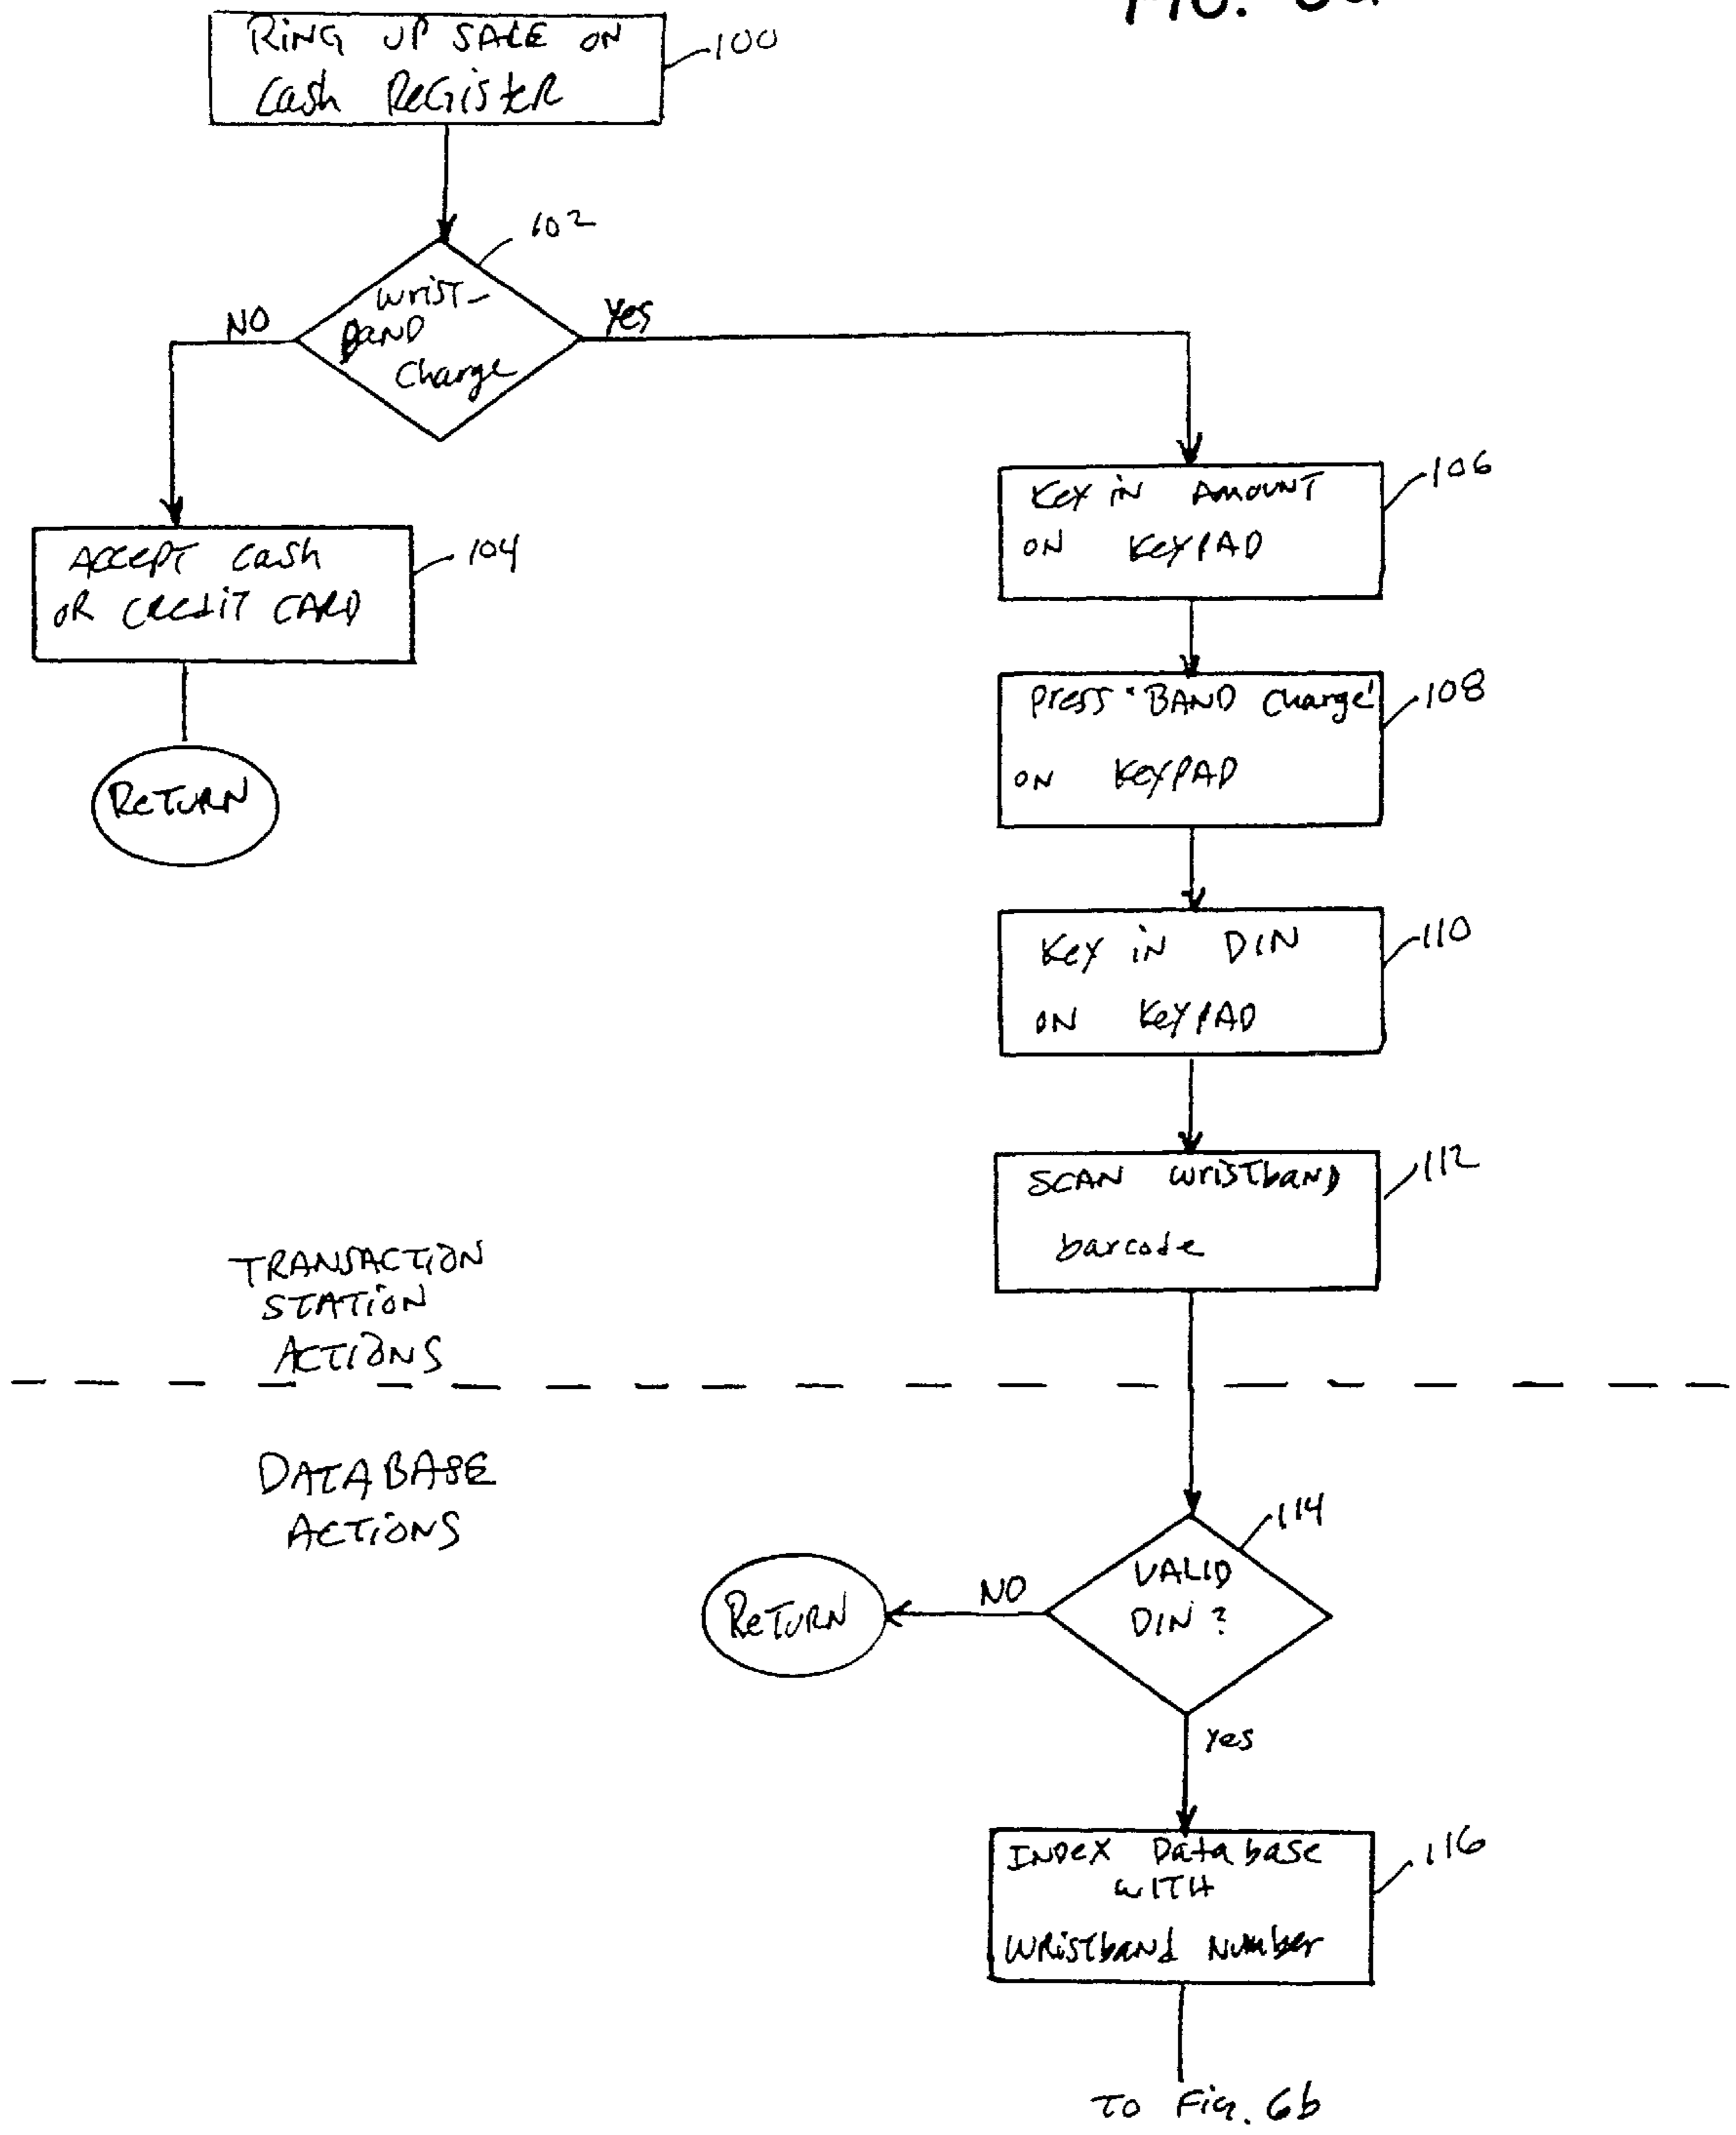 FIG. 6a
RING UP SALE ON
Cash REGISTER
100
102
WRIST-
BAND
Charge
NO
Yes
ACCEPT Cash
OR CREDIT CARD
104
RETURN
Key IN AMOUNT
ON KEYPAD
106
Press "BAND Charge"
ON KEYPAD
108
Key IN DIN
ON KEYPAD
110
SCAN WristbanD
barcode
112
TRANSACTION
STATION
ACTIONS
DATABASE
ACTIONS
114
VALID
DIN?
NO
RETURN
Yes
INDEX Database
WITH
WRistband Number
116
TO Fig. 6b